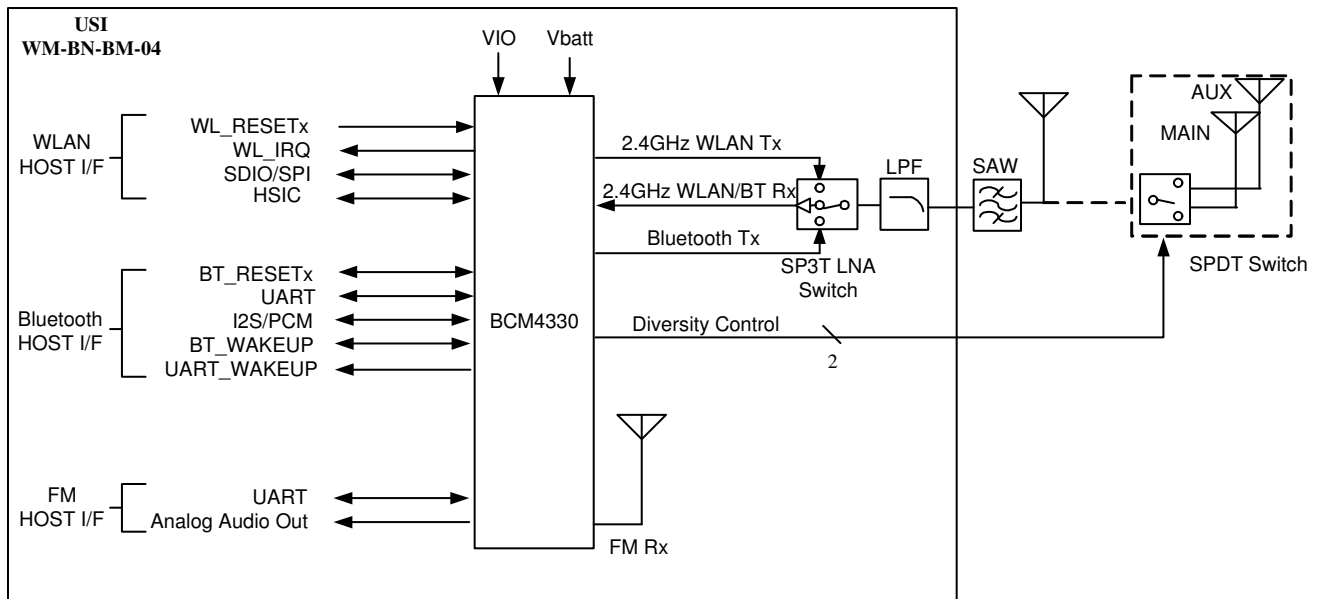 USI
WM-BN-BM-04
VIO
Vbatt
WLAN
HOST I/F
WL_RESETx
WL_IRQ
SDIO/SPI
HSIC
Bluetooth
HOST I/F
BT_RESETx
UART
I2S/PCM
BT_WAKEUP
UART_WAKEUP
FM
HOST I/F
UART
Analog Audio Out
BCM4330
2.4GHz WLAN Tx
2.4GHz WLAN/BT Rx
Bluetooth Tx
SP3T LNA
Switch
LPF
SAW
Diversity Control
2
FM Rx
AUX
MAIN
SPDT Switch